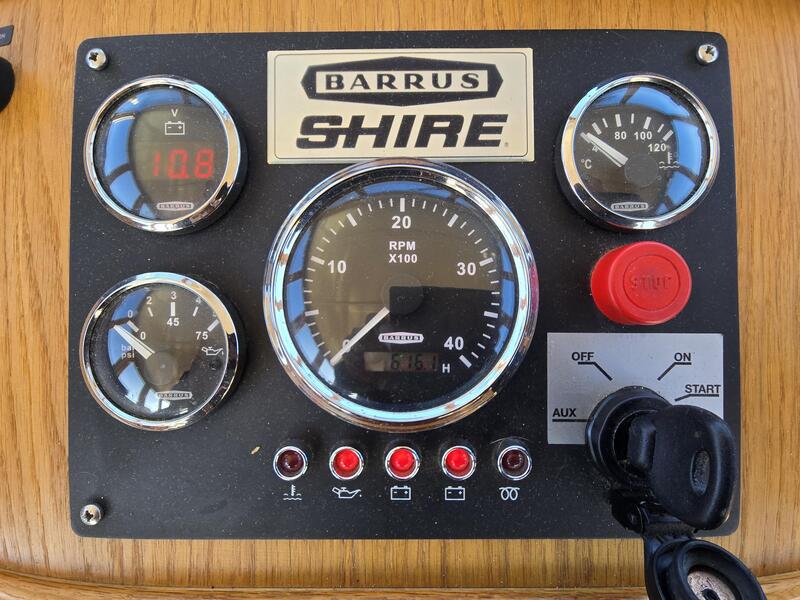 BARRUS
SHIRE
V
10.8
BARRUS
80
100
120
°C
BARRUS
20
RPM
X100
10
30
BARRUS
0
40
616.1 H
2
3
4
0
45
75
bar
psi
BARRUS
STOP
OFF
ON
START
AUX